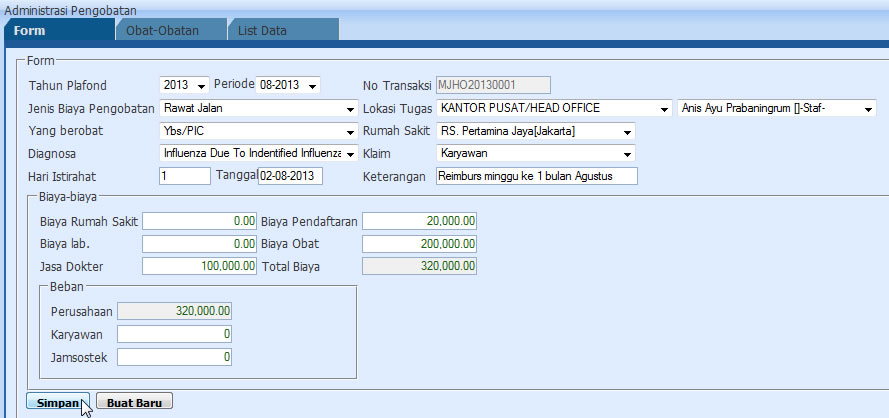 Administrasi Pengobatan
Form Obat-Obatan List Data
Form
Tahun Plafond 2013 Periode 08-2013 No Transaksi MJHO20130001
Jenis Biaya Pengobatan Rawat Jalan Lokasi Tugas KANTOR PUSAT/HEAD OFFICE Anis Ayu Prabaningrum []-Staf-
Yang berobat Ybs/PIC Rumah Sakit RS. Pertamina Jaya[Jakarta]
Diagnosa Influenza Due To Indentified Influenza Klaim Karyawan
Hari Istirahat 1 Tanggal 02-08-2013 Keterangan Reimburs minggu ke 1 bulan Agustus
Biaya-biaya
Biaya Rumah Sakit 0.00 Biaya Pendaftaran 20,000.00
Biaya lab. 0.00 Biaya Obat 200,000.00
Jasa Dokter 100,000.00 Total Biaya 320,000.00
Beban
Perusahaan 320,000.00
Karyawan 0
Jamsostek 0
Simpan Buat Baru